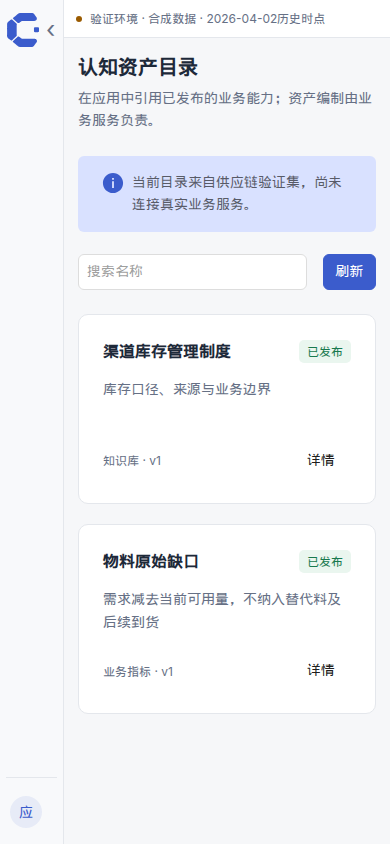 验证环境 · 合成数据 · 2026-04-02历史时点
认知资产目录
在应用中引用已发布的业务能力；资产编制由业
务服务负责。
当前目录来自供应链验证集，尚未
连接真实业务服务。
搜索名称
刷新
渠道库存管理制度
已发布
库存口径、来源与业务边界
知识库 · v1
详情
物料原始缺口
已发布
需求减去当前可用量，不纳入替代料及
后续到货
业务指标 · v1
详情
应